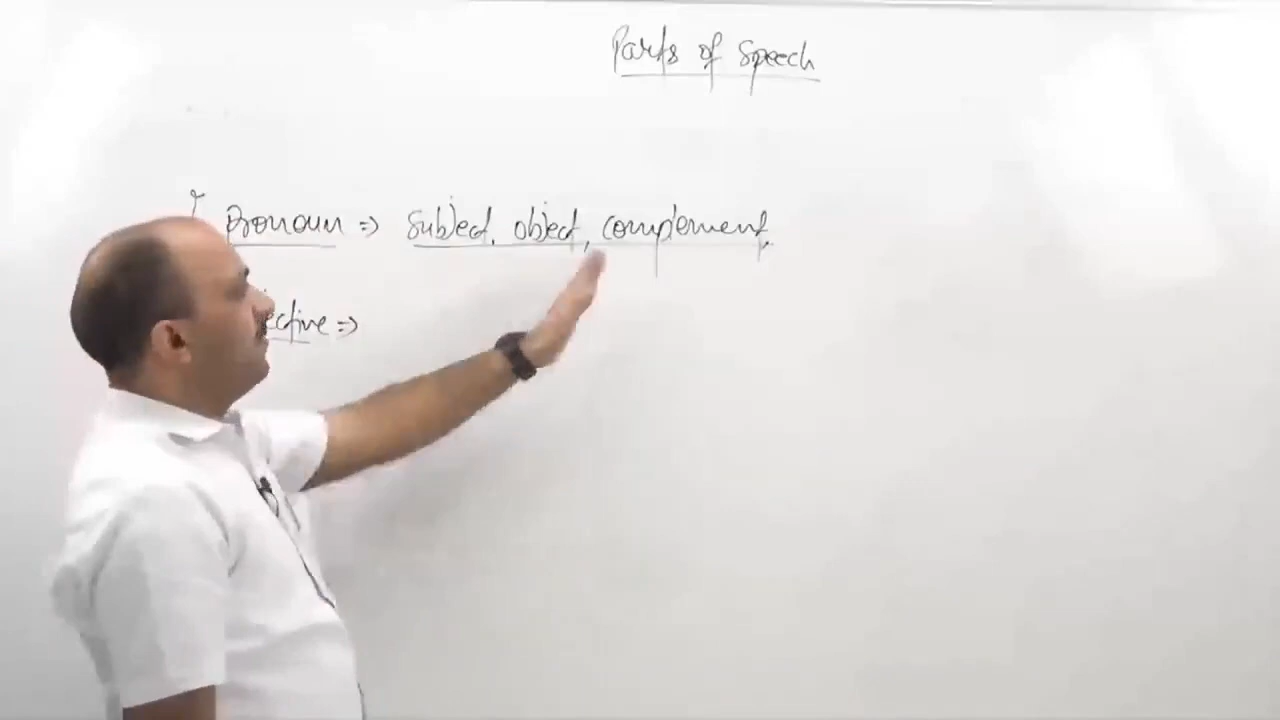 Parts of Speech
Pronoun => Subject, object, complement,
ective =>